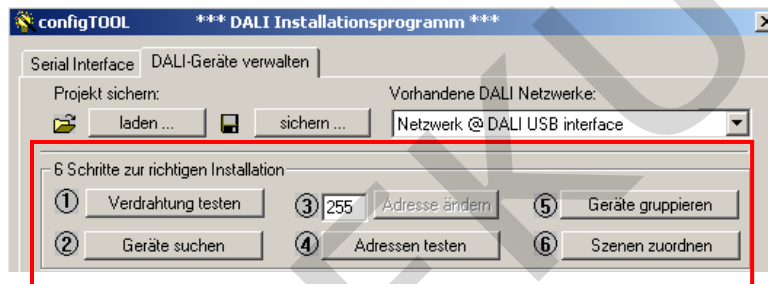 configTOOL *** DALI Installationsprogramm ***
Serial Interface DALI-Geräte verwalten
Projekt sichern: Vorhandene DALI Netzwerke:
laden ... sichern ... Netzwerk @ DALI USB interface
6 Schritte zur richtigen Installation
1 Verdrahtung testen 3 255 Adresse ändern 5 Geräte gruppieren
2 Geräte suchen 4 Adressen testen 6 Szenen zuordnen